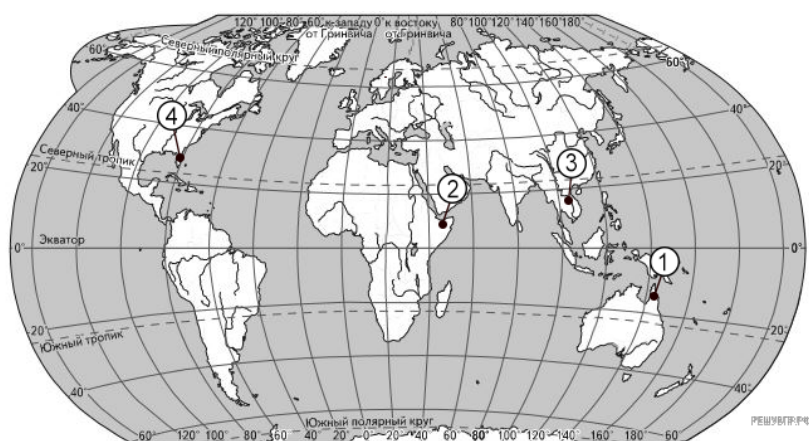 120° 100° 80° 60° к западу 0° к востоку 80° 100° 120° 140° 160° 180°
от Гринвича от Гринвича
Северный полярный круг
60° 60°
40° 40°
4
Северный тропик
3
20° 20°
2
Экватор
0° 0°
1
20° 20°
Южный тропик
40° 40°
Южный полярный круг
РЕШУВПР.РФ
120° 100° 80° 60° 40° 20° 0° 20° 40° 60° 80° 100° 120° 140° 160° 180° 60